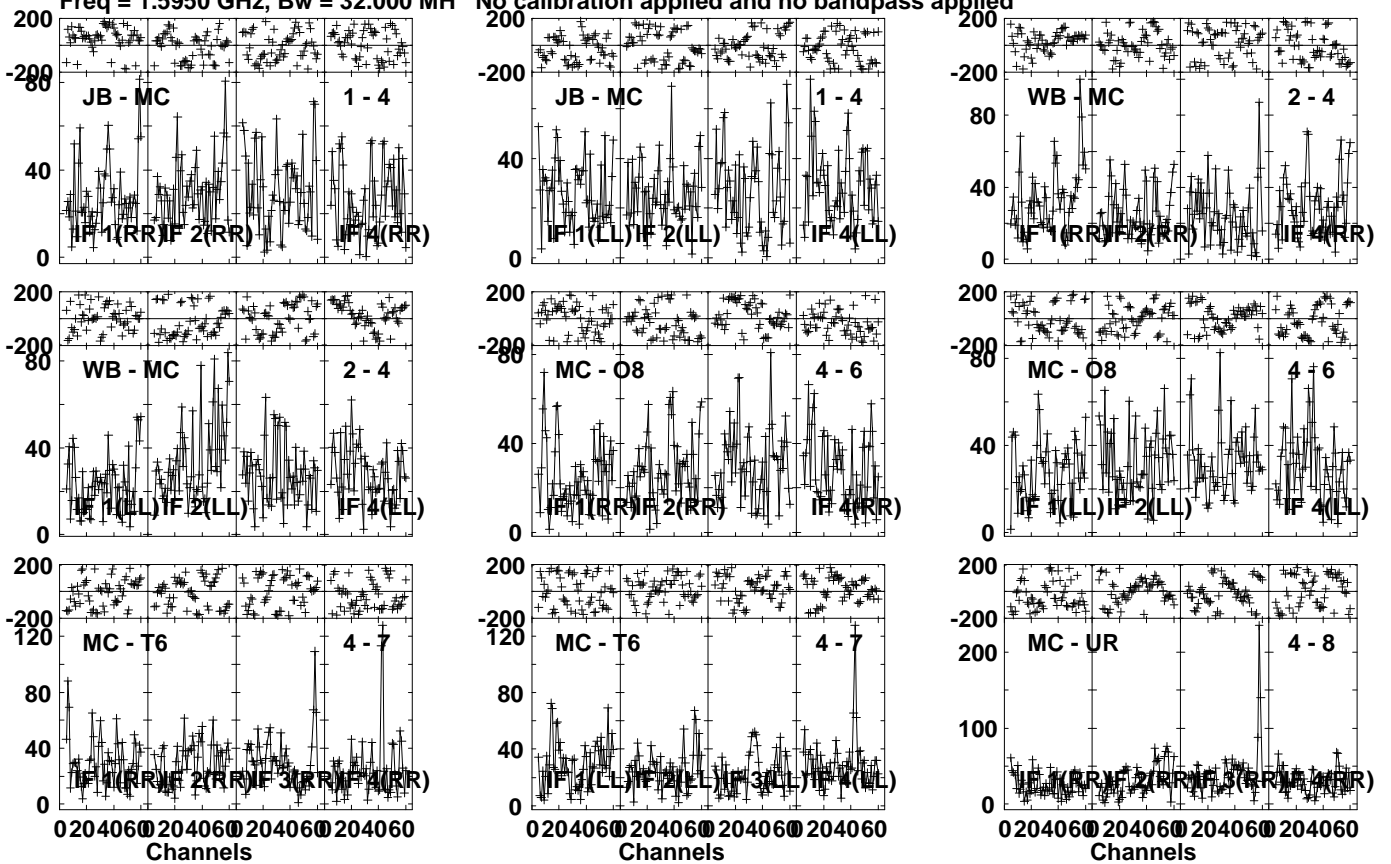 Freq = 1.5950 GHz, Bw = 32.000 MH No calibration applied and no bandpass applied
200
-200
80
40
0
JB - MC
1 - 4
IF 1(RR)
IF 2(RR)
IF 4(RR)
40
0
200
-200
JB - MC
1 - 4
IF 1(LL)
IF 2(LL)
IF 4(LL)
200
-200
80
40
0
WB - MC
2 - 4
IF 1(RR)
IF 2(RR)
IF 4(RR)
200
-200
80
40
0
WB - MC
2 - 4
IF 1(LL)
IF 2(LL)
IF 4(LL)
200
-200
80
40
0
MC - O8
4 - 6
IF 1(RR)
IF 2(RR)
IF 4(RR)
200
-200
80
40
0
MC - O8
4 - 6
IF 1(LL)
IF 2(LL)
IF 4(LL)
200
-200
120
80
40
0
MC - T6
4 - 7
IF 1(RR)
IF 2(RR)
IF 3(RR)
IF 4(RR)
0 20 40 60 0 20 40 60 0 20 40 60 0 20 40 60
Channels
200
-200
120
80
40
0
MC - T6
4 - 7
IF 1(LL)
IF 2(LL)
IF 3(LL)
IF 4(LL)
0 20 40 60 0 20 40 60 0 20 40 60 0 20 40 60
Channels
200
-200
200
100
0
MC - UR
4 - 8
IF 1(RR)
IF 2(RR)
IF 3(RR)
IF 4(RR)
0 20 40 60 0 20 40 60 0 20 40 60 0 20 40 60
Channels